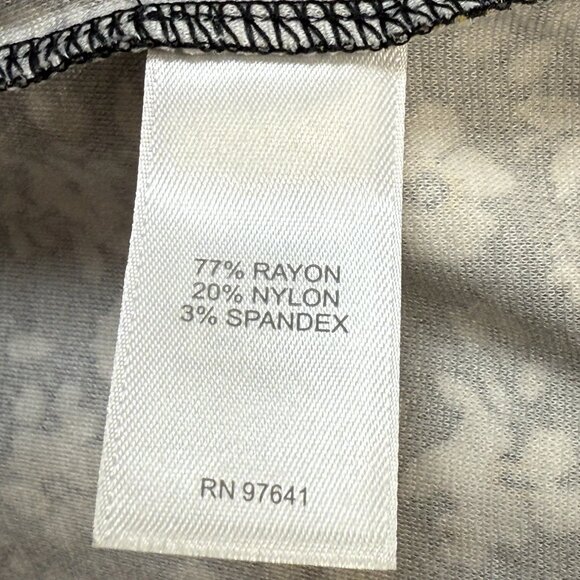 77% RAYON
20% NYLON
3% SPANDEX
RN 97641